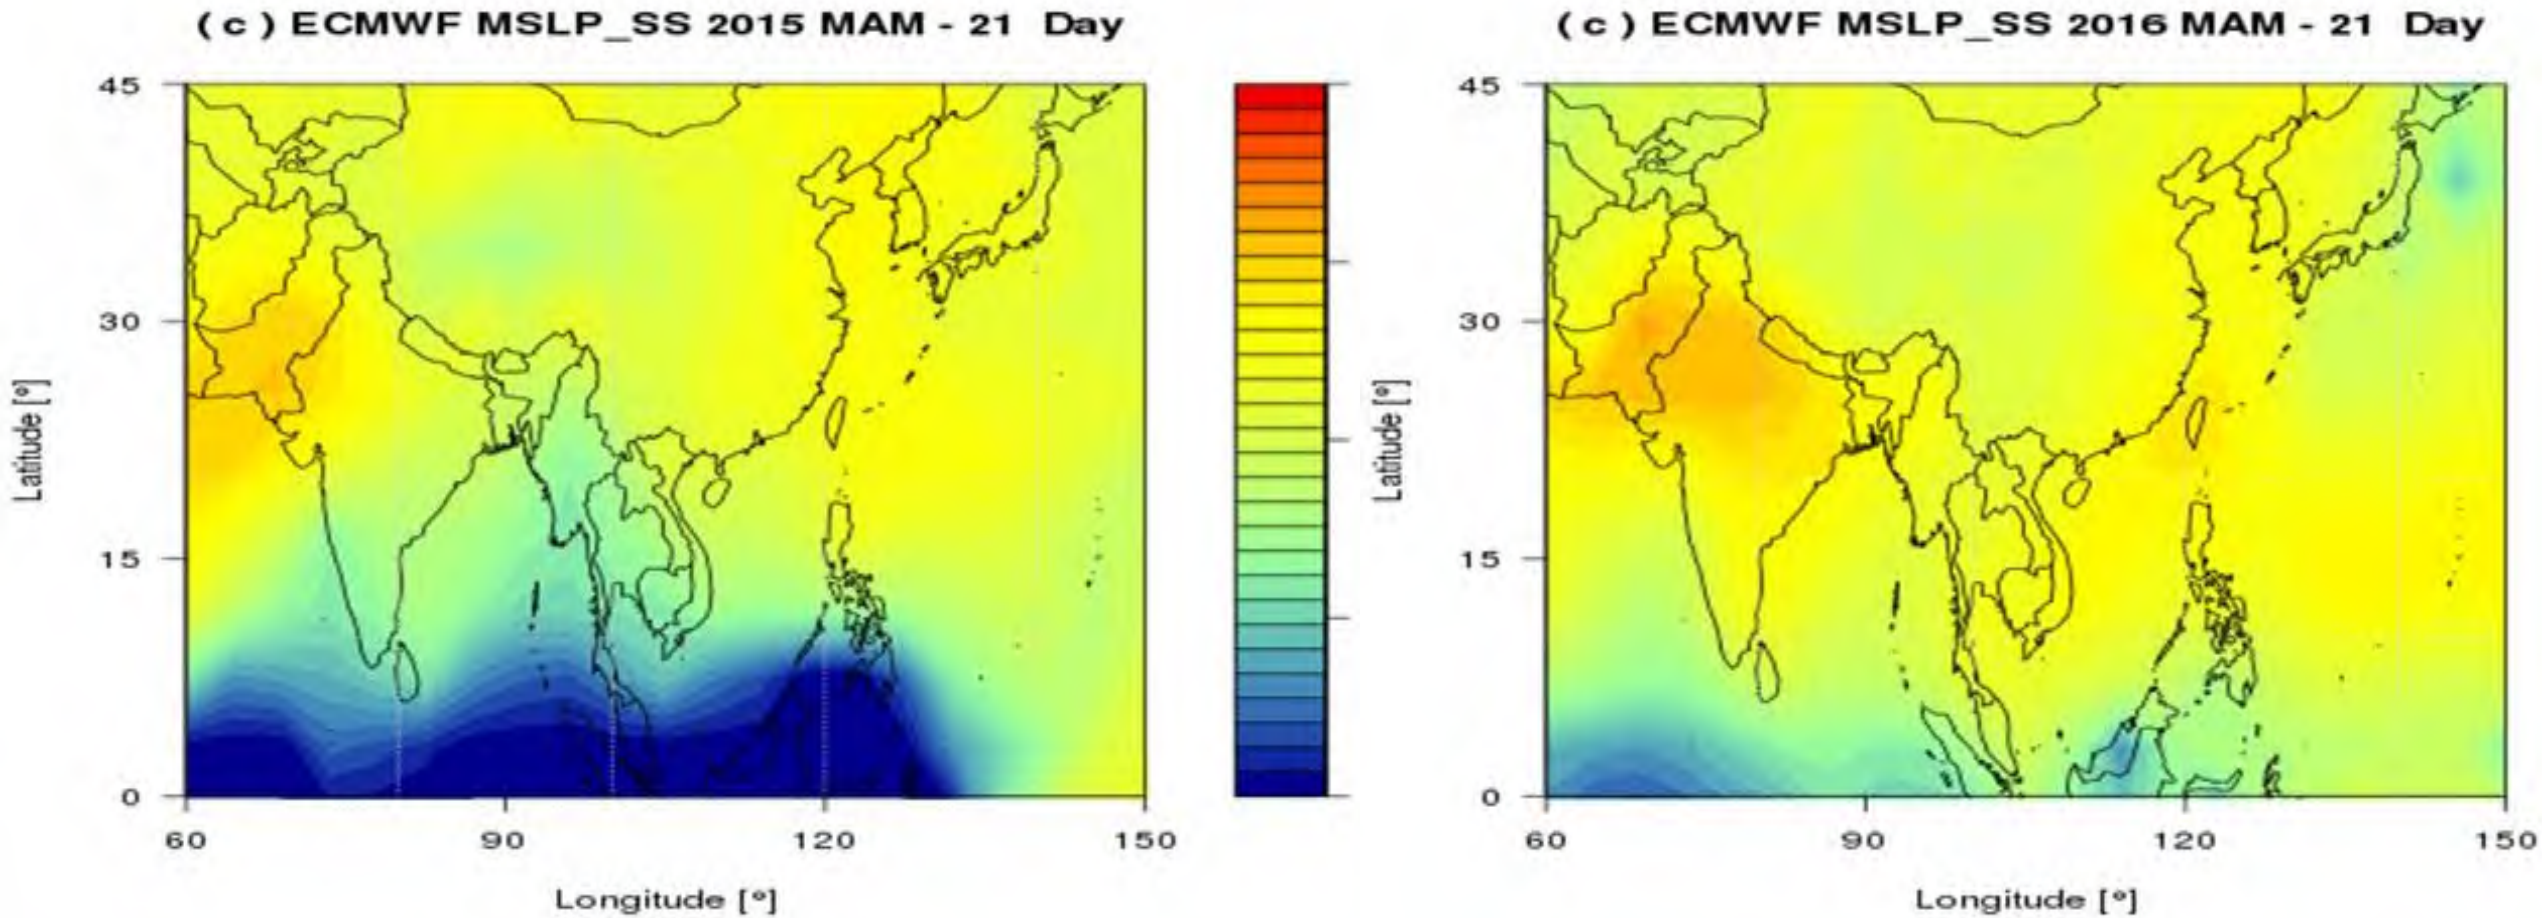 ( c ) ECMWF MSLP_SS 2015 MAM - 21 Day
45
30
15
0
Latitude [°]
60 90 120 150
Longitude [°]
( c ) ECMWF MSLP_SS 2016 MAM - 21 Day
45
30
15
0
Latitude [°]
60 90 120 150
Longitude [°]